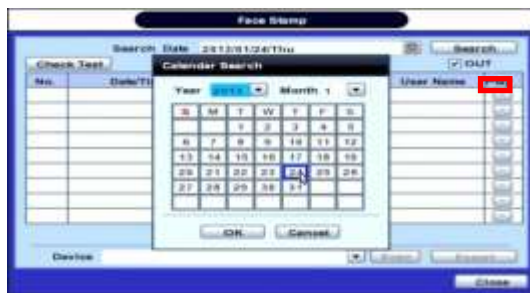 Face Stamp
Search Date 2013/01/24/Thu Search
Check Test OUT
Calendar Search
No. User Name
Year 2013 Month 1
S M T W T F S
1 2 3 4 5
6 7 8 9 10 11 12
13 14 15 16 17 18 19
20 21 22 23 24 25 26
27 28 29 30 31
OK Cancel
Device
Close